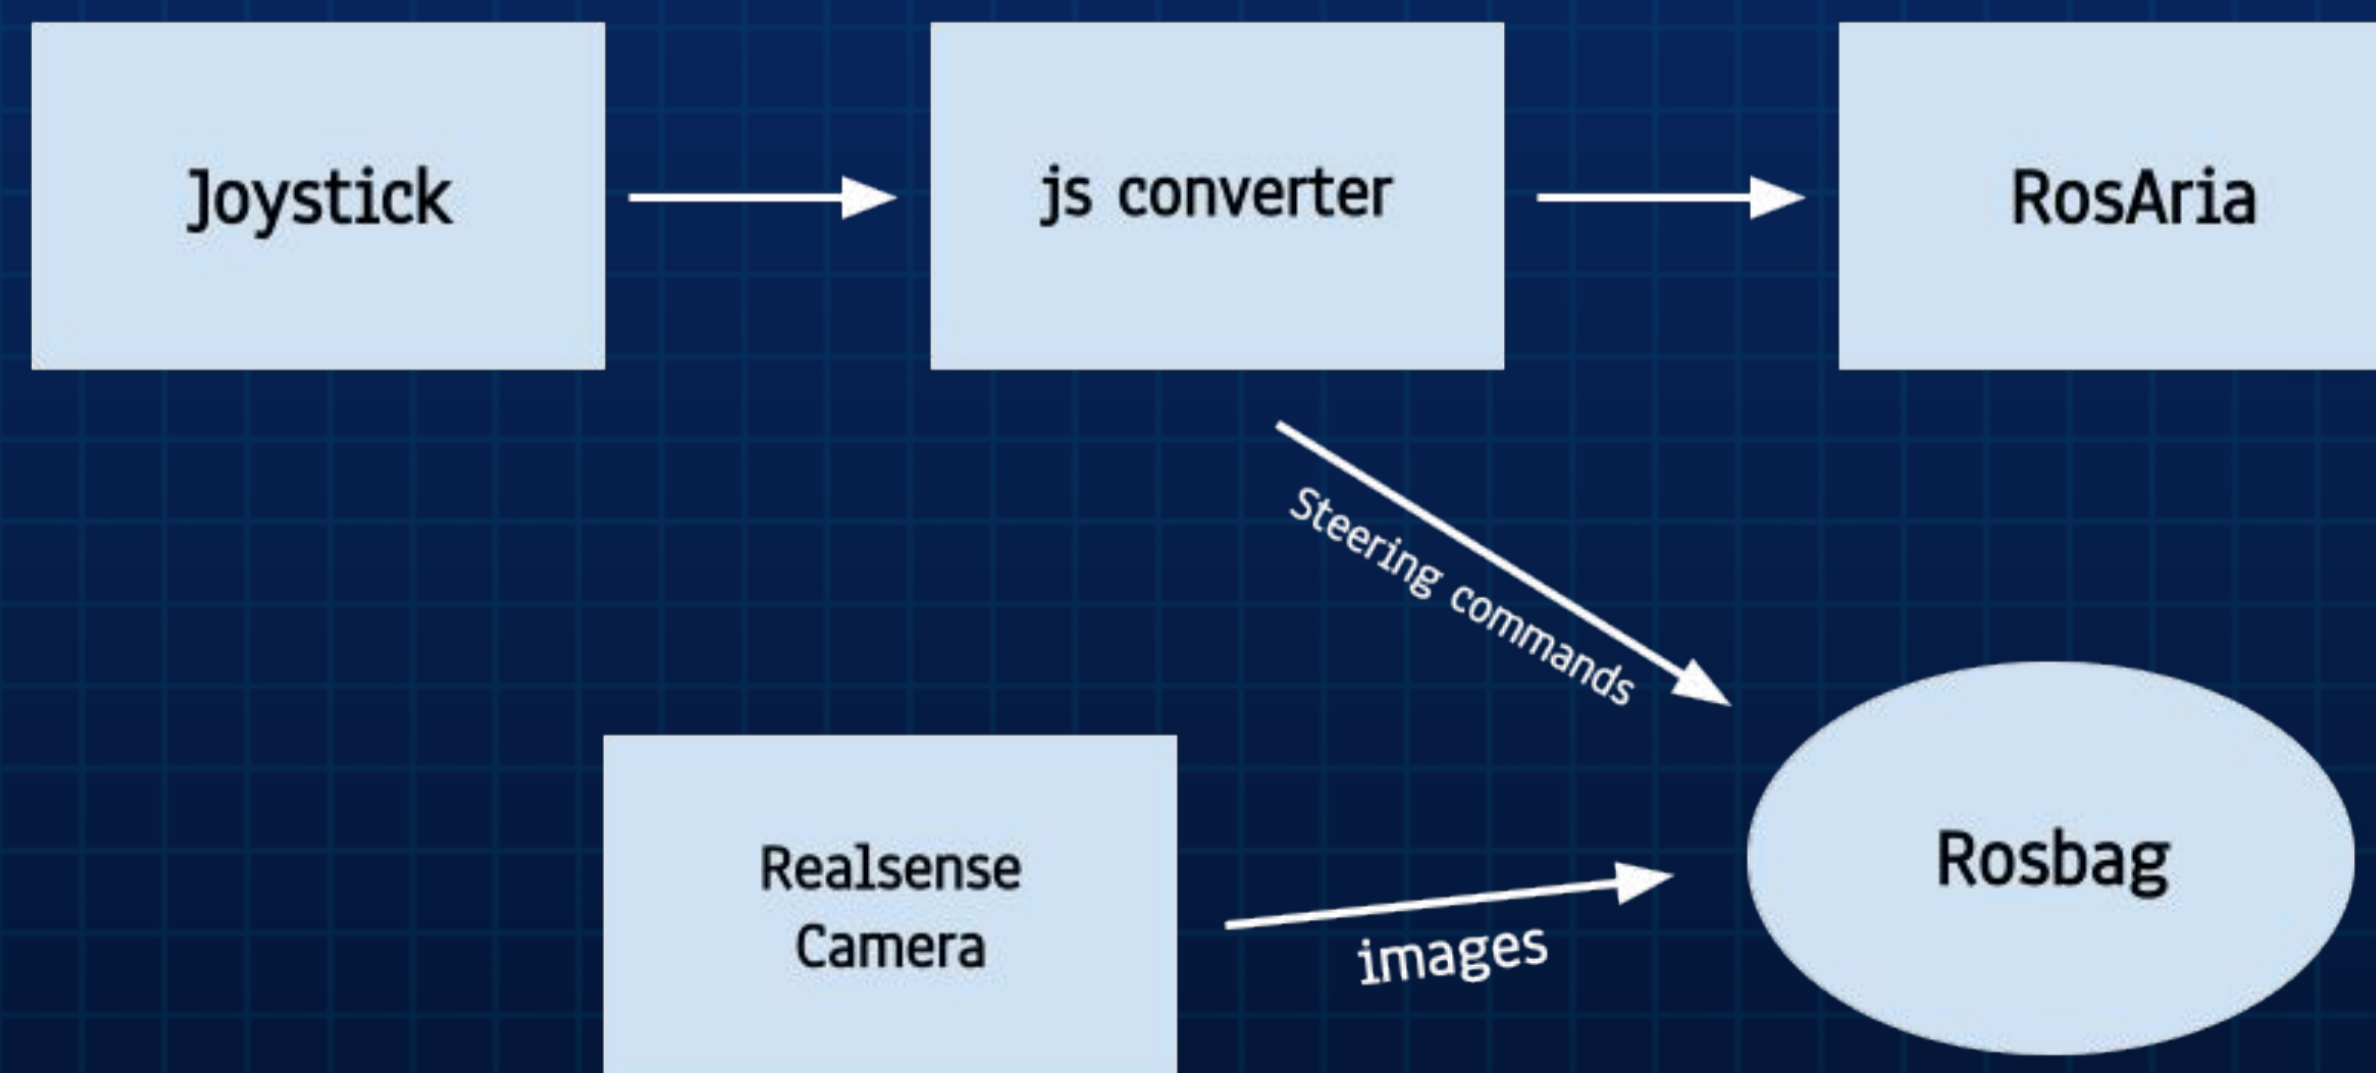 Joystick
js converter
RosAria
Steering commands
Realsense
Camera
images
Rosbag